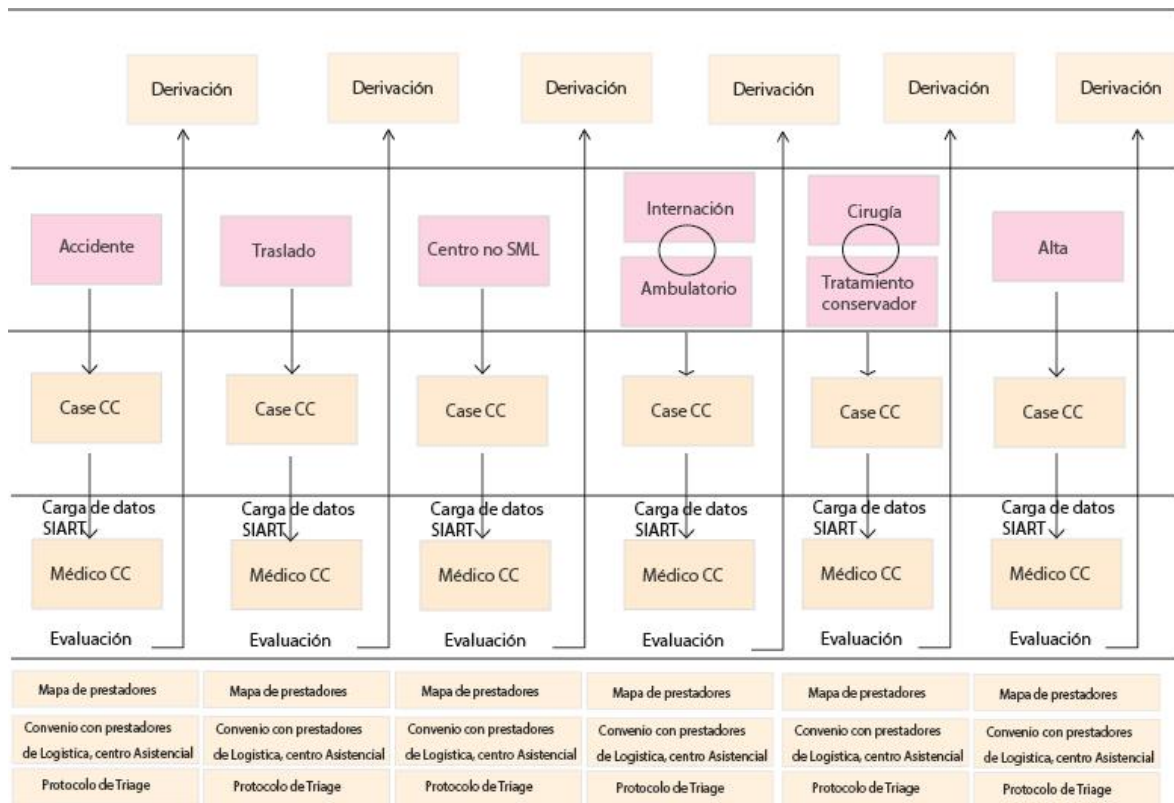 Derivación
Derivación
Derivación
Derivación
Derivación
Derivación
Accidente
Traslado
Centro no SML
Internación
Ambulatorio
Cirugía
Tratamiento
conservador
Alta
Case CC
Case CC
Case CC
Case CC
Case CC
Case CC
Carga de datos
SIART
Carga de datos
SIART
Carga de datos
SIART
Carga de datos
SIART
Carga de datos
SIART
Carga de datos
SIART
Médico CC
Médico CC
Médico CC
Médico CC
Médico CC
Médico CC
Evaluación
Evaluación
Evaluación
Evaluación
Evaluación
Evaluación
Mapa de prestadores
Mapa de prestadores
Mapa de prestadores
Mapa de prestadores
Mapa de prestadores
Mapa de prestadores
Convenio con prestadores
de Logística, centro Asistencial
Convenio con prestadores
de Logística, centro Asistencial
Convenio con prestadores
de Logística, centro Asistencial
Convenio con prestadores
de Logística, centro Asistencial
Convenio con prestadores
de Logística, centro Asistencial
Convenio con prestadores
de Logística, centro Asistencial
Protocolo de Triage
Protocolo de Triage
Protocolo de Triage
Protocolo de Triage
Protocolo de Triage
Protocolo de Triage